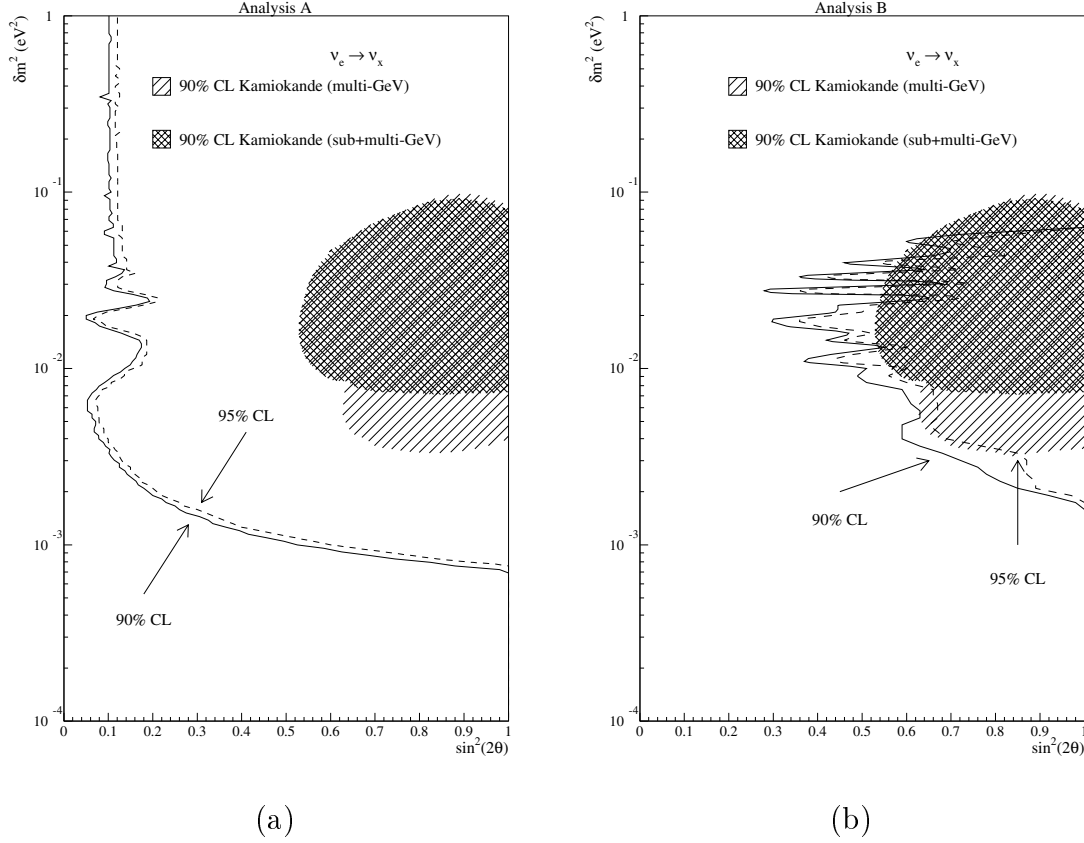 Analysis A
δm² (eV²)
ν_e → ν_x
90% CL Kamiokande (multi-GeV)
90% CL Kamiokande (sub+multi-GeV)
1
10⁻¹
10⁻²
10⁻³
10⁻⁴
95% CL
90% CL
0 0.1 0.2 0.3 0.4 0.5 0.6 0.7 0.8 0.9 1
sin²(2θ)
(a)
Analysis B
δm² (eV²)
ν_e → ν_x
90% CL Kamiokande (multi-GeV)
90% CL Kamiokande (sub+multi-GeV)
1
10⁻¹
10⁻²
10⁻³
10⁻⁴
90% CL
95% CL
0 0.1 0.2 0.3 0.4 0.5 0.6 0.7 0.8 0.9 1
sin²(2θ)
(b)